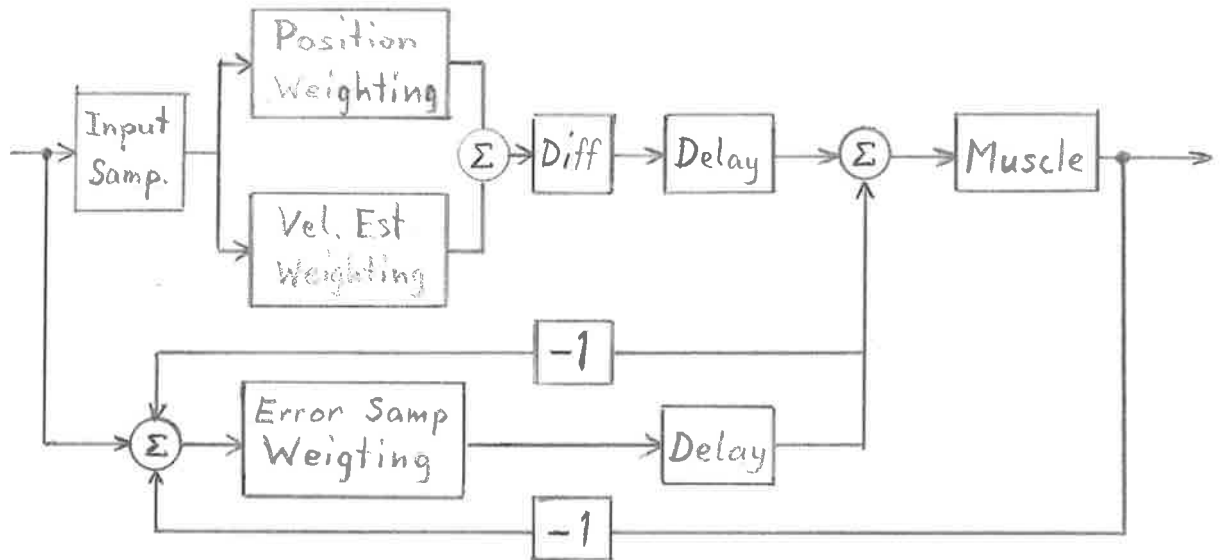 Position
Weighting
Input
Samp.
Σ
Diff
Delay
Σ
Muscle
Vel. Est
Weighting
-1
Error Samp
Weigting
Σ
Delay
-1